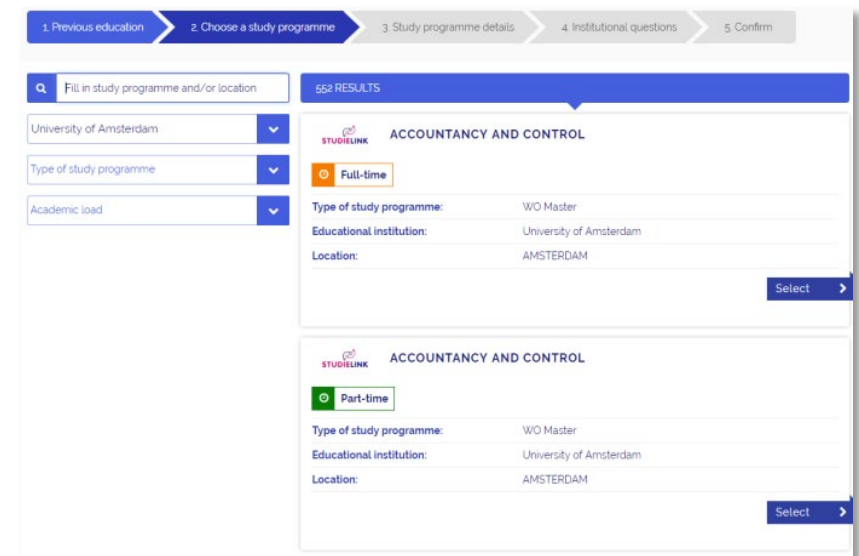 1. Previous education
2. Choose a study programme
3. Study programme details
4. Institutional questions
5. Confirm
Fill in study programme and/or location
University of Amsterdam
Type of study programme
Academic load
552 RESULTS
STUDIELINK ACCOUNTANCY AND CONTROL
Full-time
Type of study programme: WO Master
Educational institution: University of Amsterdam
Location: AMSTERDAM
Select
STUDIELINK ACCOUNTANCY AND CONTROL
Part-time
Type of study programme: WO Master
Educational institution: University of Amsterdam
Location: AMSTERDAM
Select